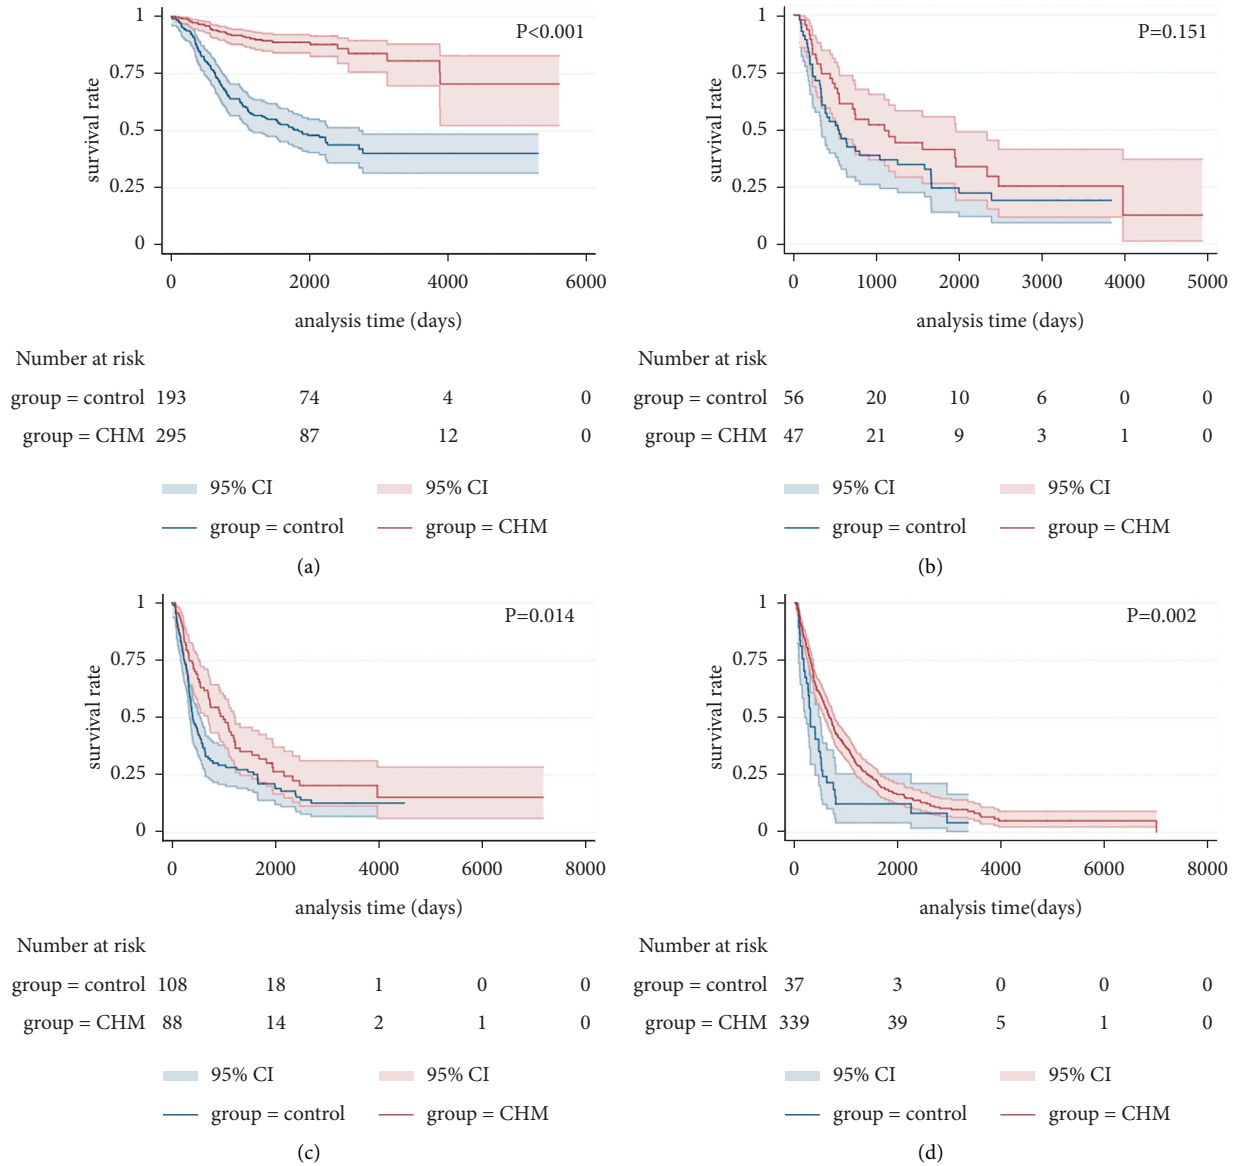 P<0.001
survival rate
1
0.75
0.5
0.25
0
0 2000 4000 6000
analysis time (days)
Number at risk
group = control 193 74 4 0
group = CHM 295 87 12 0
95% CI 95% CI
group = control group = CHM
(a)
P=0.151
survival rate
1
0.75
0.5
0.25
0
0 1000 2000 3000 4000 5000
analysis time (days)
Number at risk
group = control 56 20 10 6 0 0
group = CHM 47 21 9 3 1 0
95% CI 95% CI
group = control group = CHM
(b)
P=0.014
survival rate
1
0.75
0.5
0.25
0
0 2000 4000 6000 8000
analysis time (days)
Number at risk
group = control 108 18 1 0 0
group = CHM 88 14 2 1 0
95% CI 95% CI
group = control group = CHM
(c)
P=0.002
survival rate
1
0.75
0.5
0.25
0
0 2000 4000 6000 8000
analysis time(days)
Number at risk
group = control 37 3 0 0 0
group = CHM 339 39 5 1 0
95% CI 95% CI
group = control group = CHM
(d)